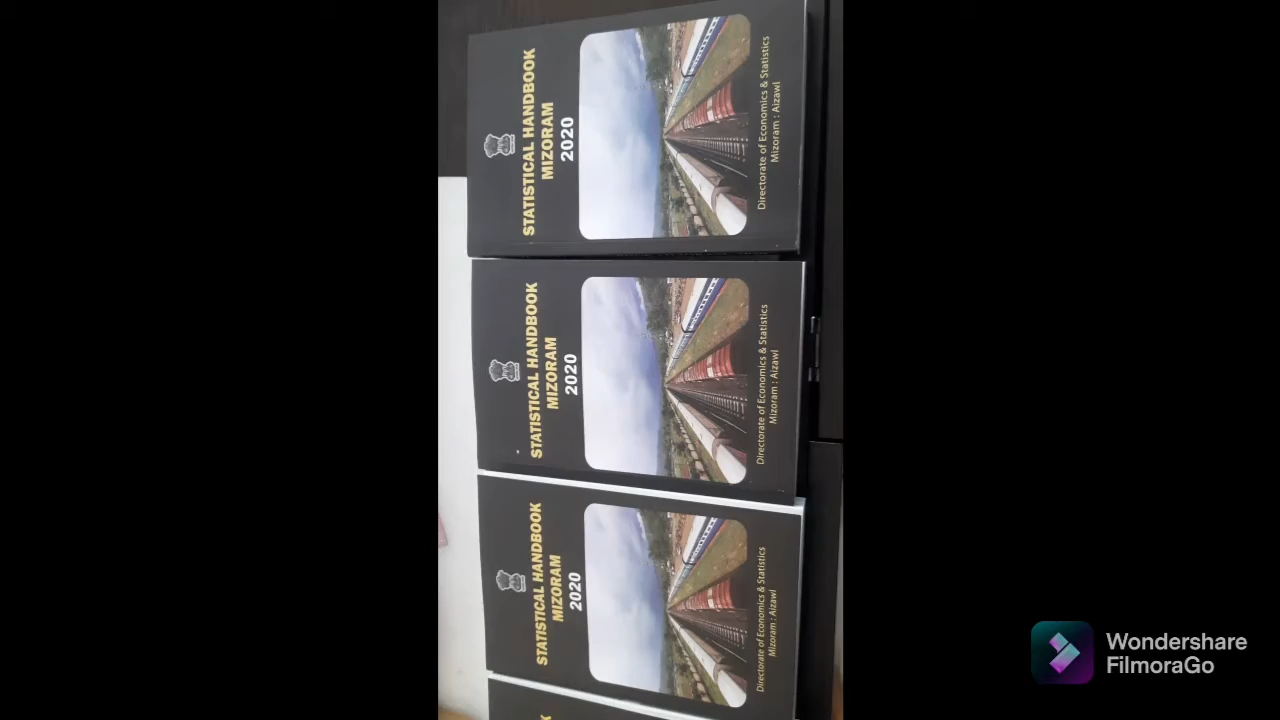 STATISTICAL HANDBOOK
MIZORAM
2020
Directorate of Economics & Statistics
Mizoram : Aizawl
STATISTICAL HANDBOOK
MIZORAM
2020
Directorate of Economics & Statistics
Mizoram : Aizawl
STATISTICAL HANDBOOK
MIZORAM
2020
Directorate of Economics & Statistics
Mizoram : Aizawl
Wondershare
FilmoraGo